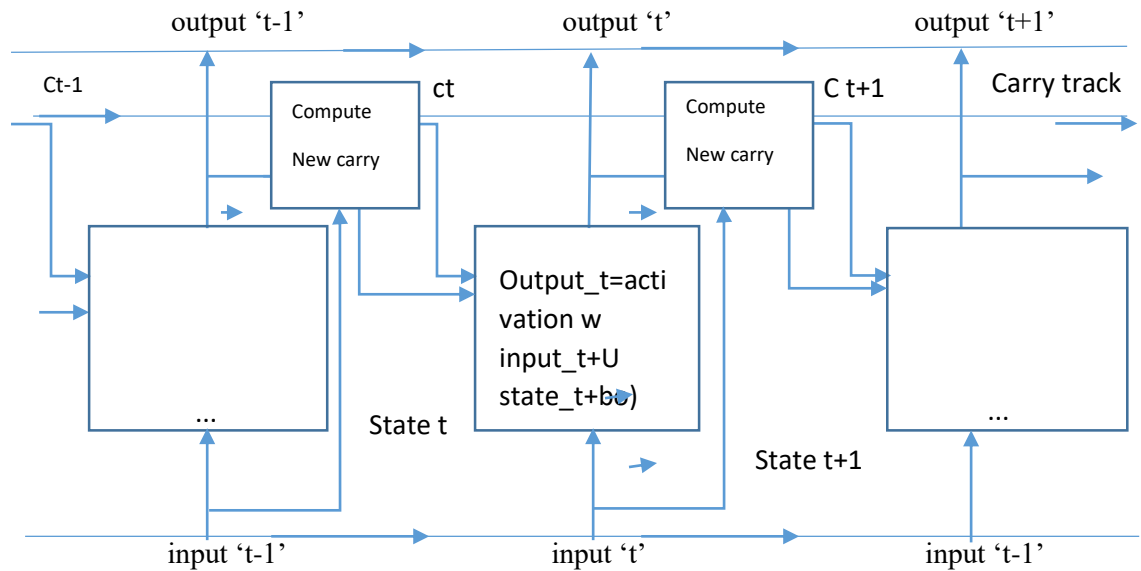 output ‘t-1’
output ‘t’
output ‘t+1’
Ct-1
Compute
New carry
ct
Compute
New carry
C t+1
Carry track
...
Output_t=acti
vation w
input_t+U
state_t+bo)
...
State t
State t+1
input ‘t-1’
input ‘t’
input ‘t-1’